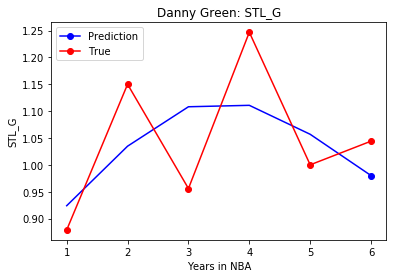 Danny Green: STL_G
Prediction
True
1.25
1.20
1.15
1.10
1.05
1.00
0.95
0.90
STL_G
1 2 3 4 5 6
Years in NBA